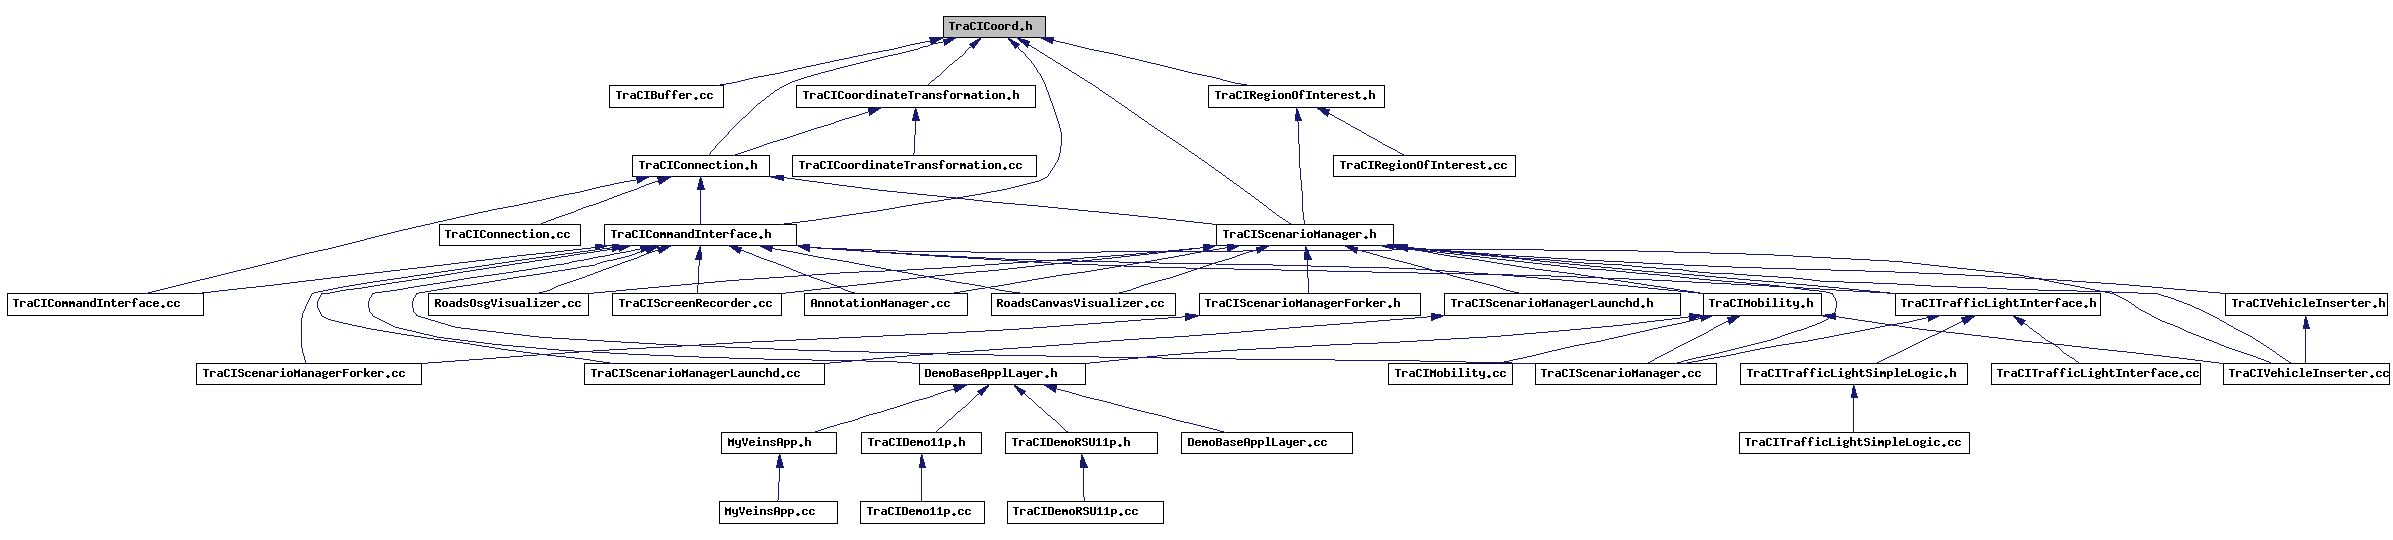 TraCICoord.h
TraCIBuffer.cc
TraCICoordinateTransformation.h
TraCIRegionOfInterest.h
TraCIConnection.h
TraCICoordinateTransformation.cc
TraCIRegionOfInterest.cc
TraCIConnection.cc
TraCICommandInterface.h
TraCIScenarioManager.h
TraCICommandInterface.cc
RoadsOsgVisualizer.cc
TraCIScreenRecorder.cc
AnnotationManager.cc
RoadsCanvasVisualizer.cc
TraCIScenarioManagerForker.h
TraCIScenarioManagerLaunchd.h
TraCIMobility.h
TraCITrafficLightInterface.h
TraCIVehicleInserter.h
TraCIScenarioManagerForker.cc
TraCIScenarioManagerLaunchd.cc
DemoBaseApplLayer.h
TraCIMobility.cc
TraCIScenarioManager.cc
TraCITrafficLightSimpleLogic.h
TraCITrafficLightInterface.cc
TraCIVehicleInserter.cc
MyVeinsApp.h
TraCIDemo11p.h
TraCIDemoRSU11p.h
DemoBaseApplLayer.cc
TraCITrafficLightSimpleLogic.cc
MyVeinsApp.cc
TraCIDemo11p.cc
TraCIDemoRSU11p.cc